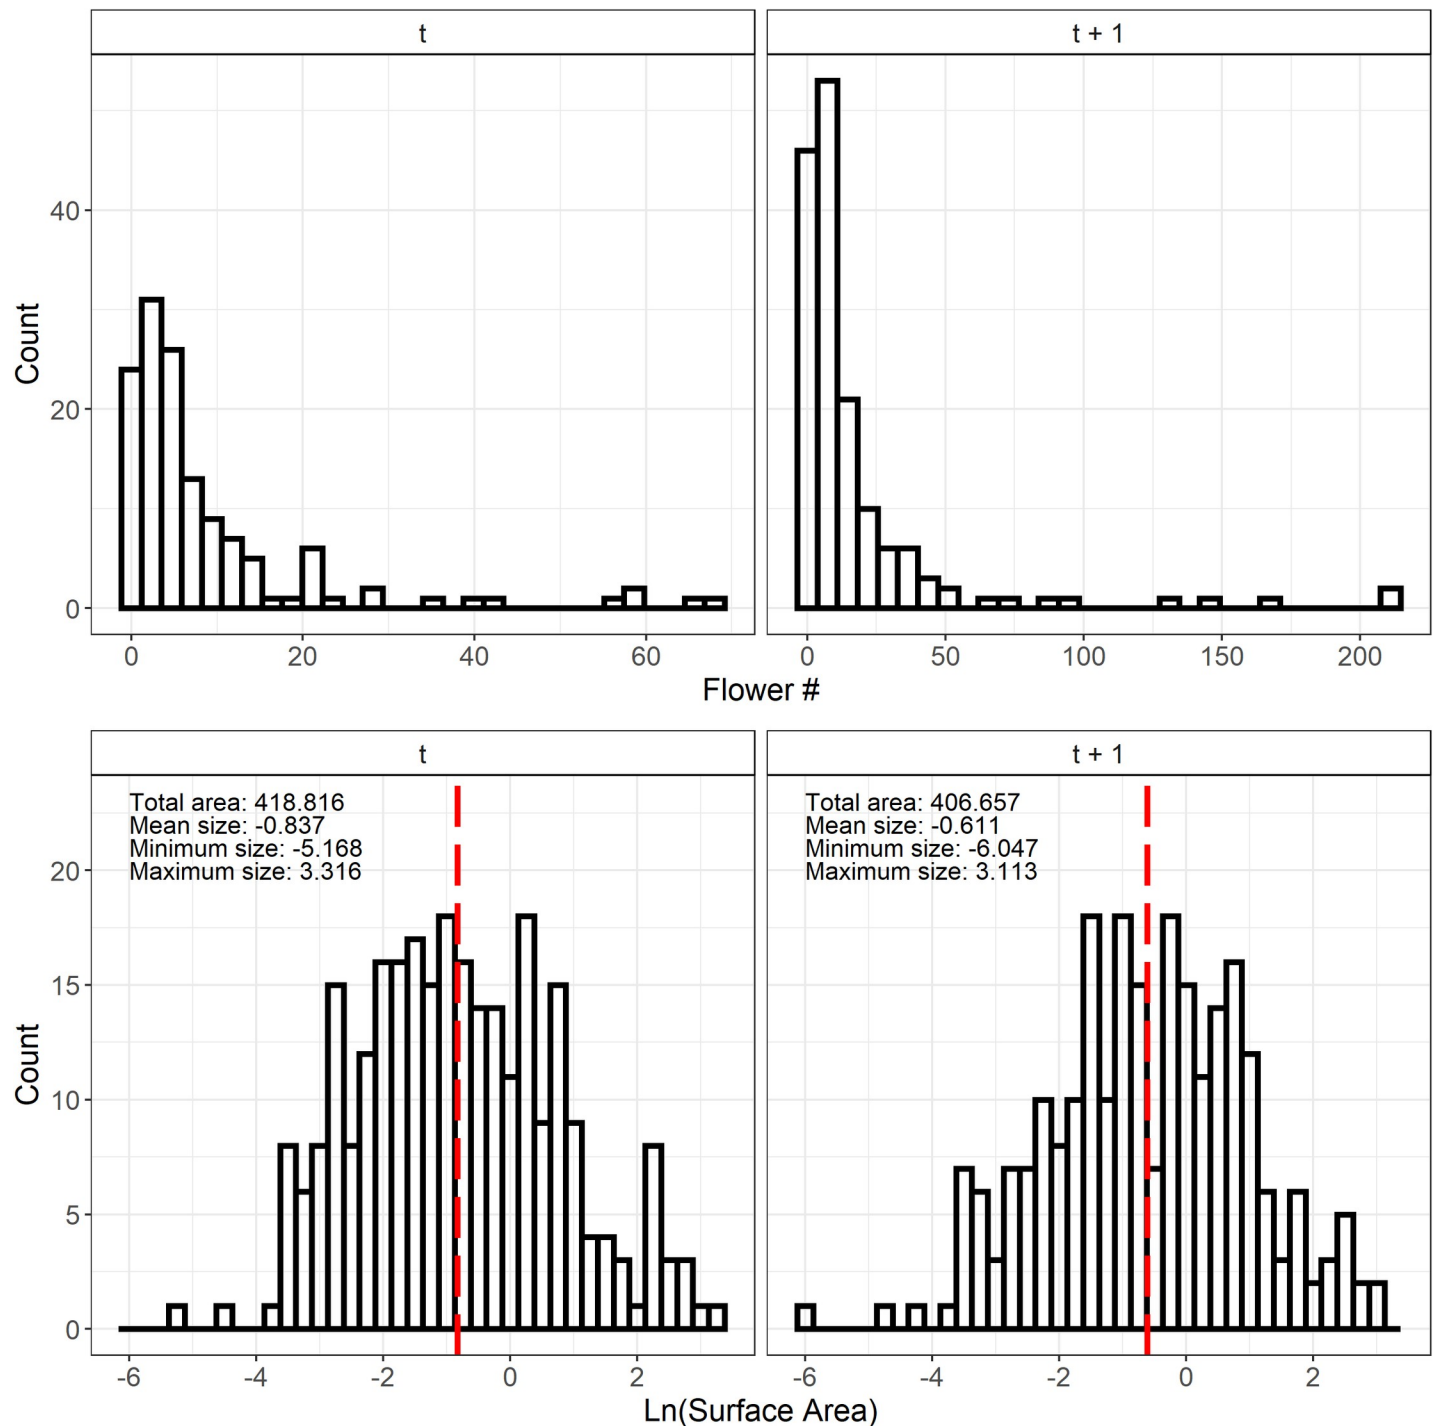 t
t + 1
Count
40
20
0
0 20 40 60
0 50 100 150 200
Flower #
t
t + 1
Total area: 418.816
Mean size: -0.837
Minimum size: -5.168
Maximum size: 3.316
Total area: 406.657
Mean size: -0.611
Minimum size: -6.047
Maximum size: 3.113
Count
20
15
10
5
0
-6 -4 -2 0 2
-6 -4 -2 0 2
Ln(Surface Area)